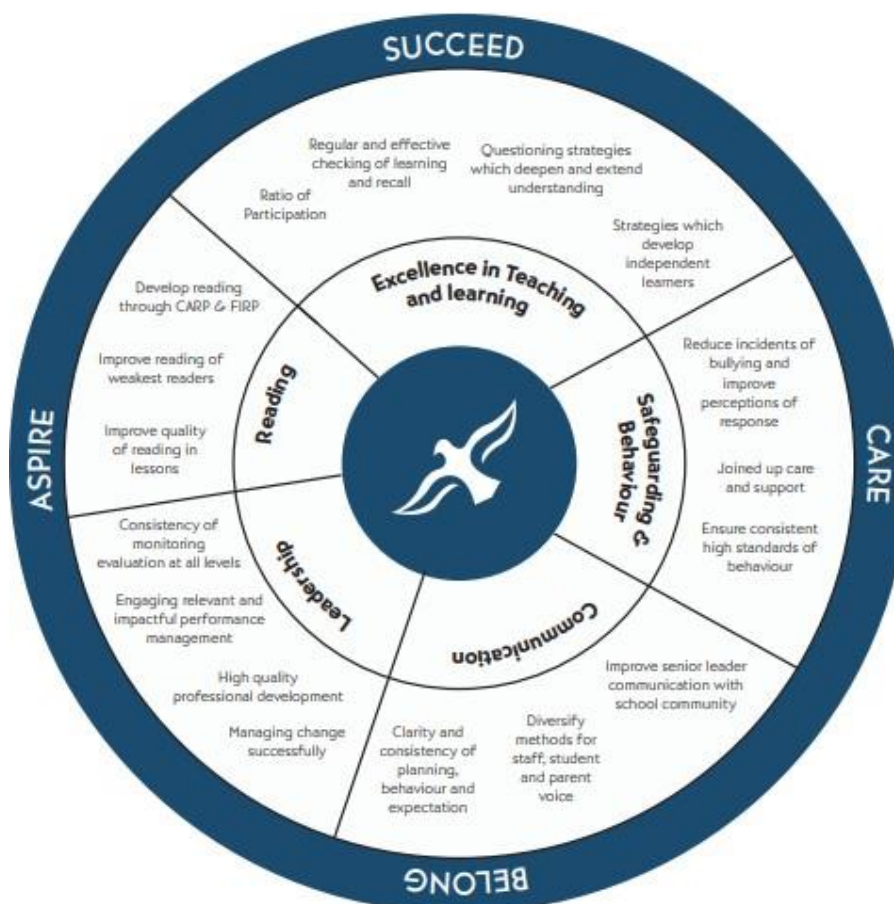 SUCCEED
Regular and effective
checking of learning
and recall
Questioning strategies
which deepen and extend
understanding
Ratio of
Participation
Strategies which
develop
independent
learners
Excellence in Teaching
and learning
Develop reading
through CARP & FIRP
Improve reading of
weakest readers
Improve quality
of reading in
lessons
Reading
Reduce incidents of
bullying and
improve
perceptions of
response
Joined up care
and support
Ensure consistent
high standards of
behaviour
Safeguarding &
Behaviour
ASPIRE
CARE
Consistency of
monitoring
evaluation at all levels
Engaging relevant and
impactful performance
management
High quality
professional development
Managing change
successfully
Leadership
Communication
Improve senior leader
communication with
school community
Diversify
methods for
staff, student
and parent
voice
Clarity and
consistency of
planning,
behaviour and
expectation
BELONG